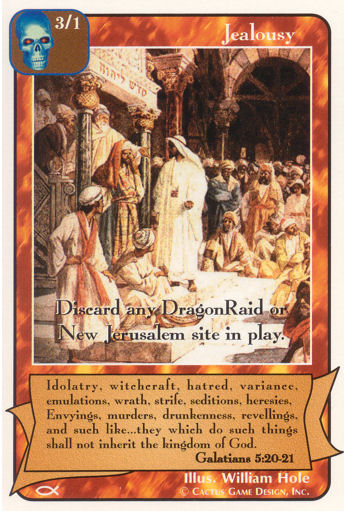 3/1
Jealousy
Discard any DragonRaid or
New Jerusalem site in play.
Idolatry, witchcraft, hatred, variance,
emulations, wrath, strife, seditions, heresies,
Envyings, murders, drunkenness, revellings,
and such like...they which do such things
shall not inherit the kingdom of God.
Galatians 5:20-21
Illus. William Hole
© Cactus Game Design, Inc.